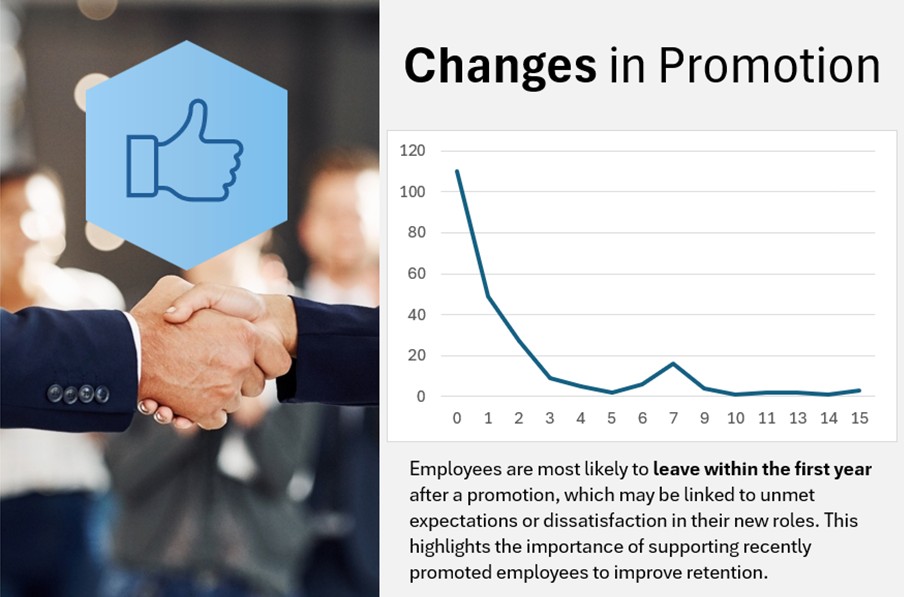 Changes in Promotion
120
100
80
60
40
20
0
0 1 2 3 4 5 6 7 9 10 11 13 14 15
Employees are most likely to leave within the first year
after a promotion, which may be linked to unmet
expectations or dissatisfaction in their new roles. This
highlights the importance of supporting recently
promoted employees to improve retention.